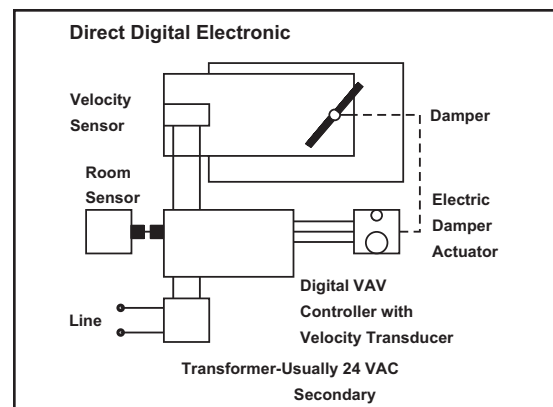 Direct Digital Electronic
Velocity
Sensor
Damper
Room
Sensor
Electric
Damper
Actuator
Digital VAV
Controller with
Velocity Transducer
Line
Transformer-Usually 24 VAC
Secondary